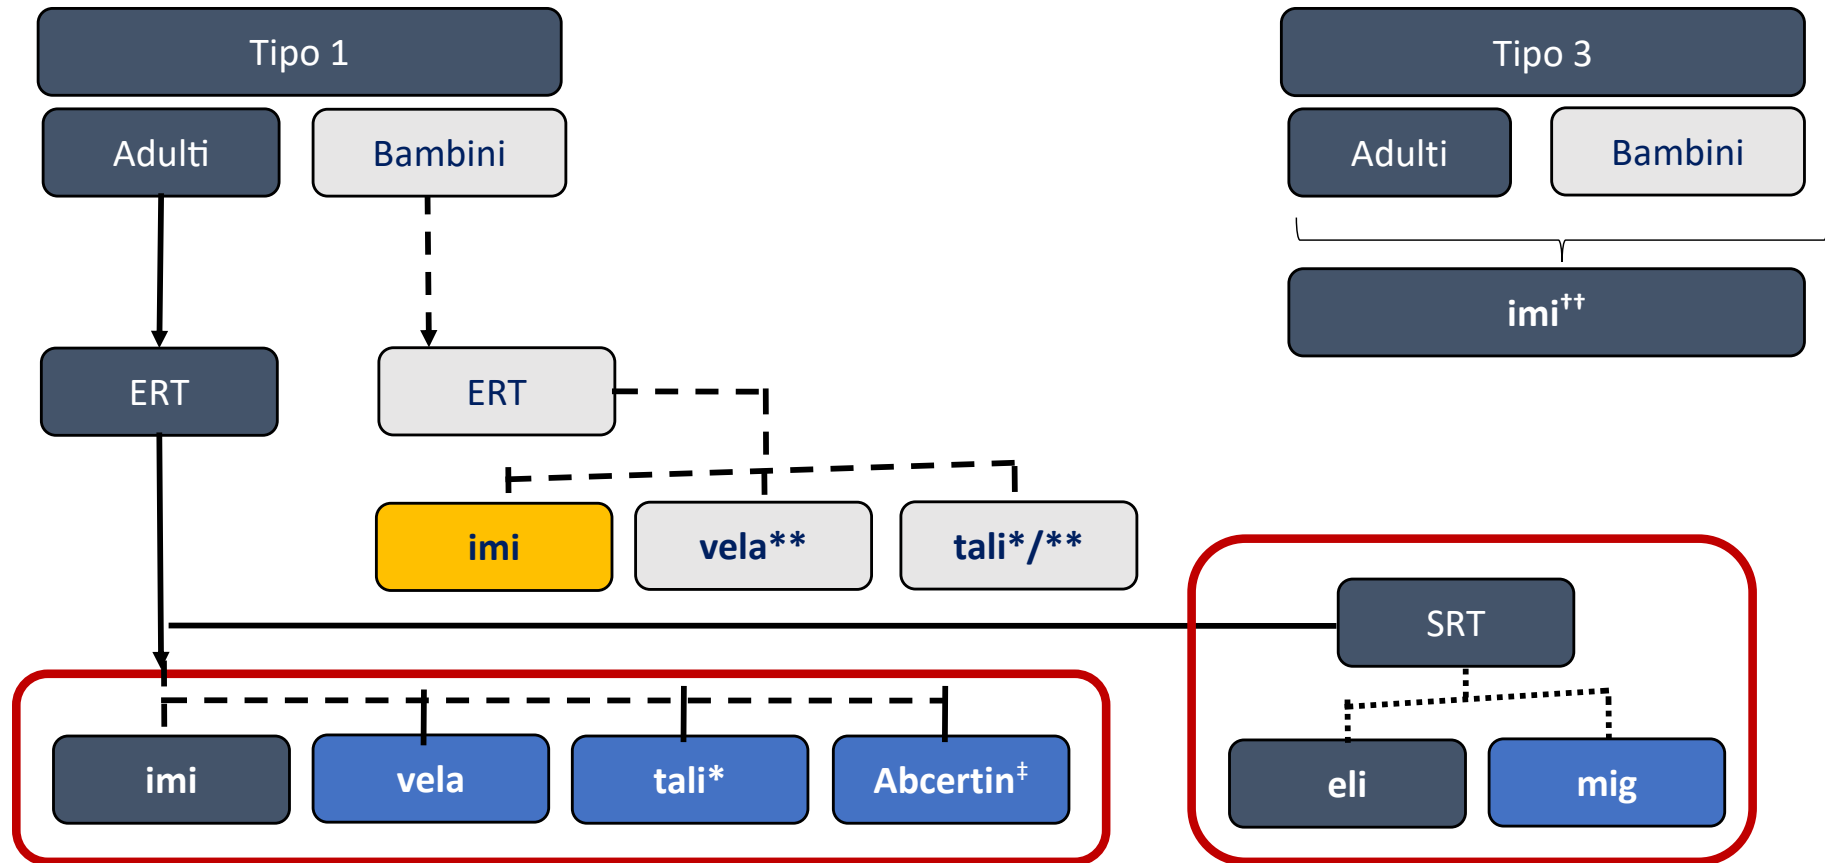 Tipo 1
Tipo 3
Adulti
Bambini
Adulti
Bambini
imi††
ERT
ERT
imi
vela**
tali*/**
SRT
imi
vela
tali*
Abcertin‡
eli
mig